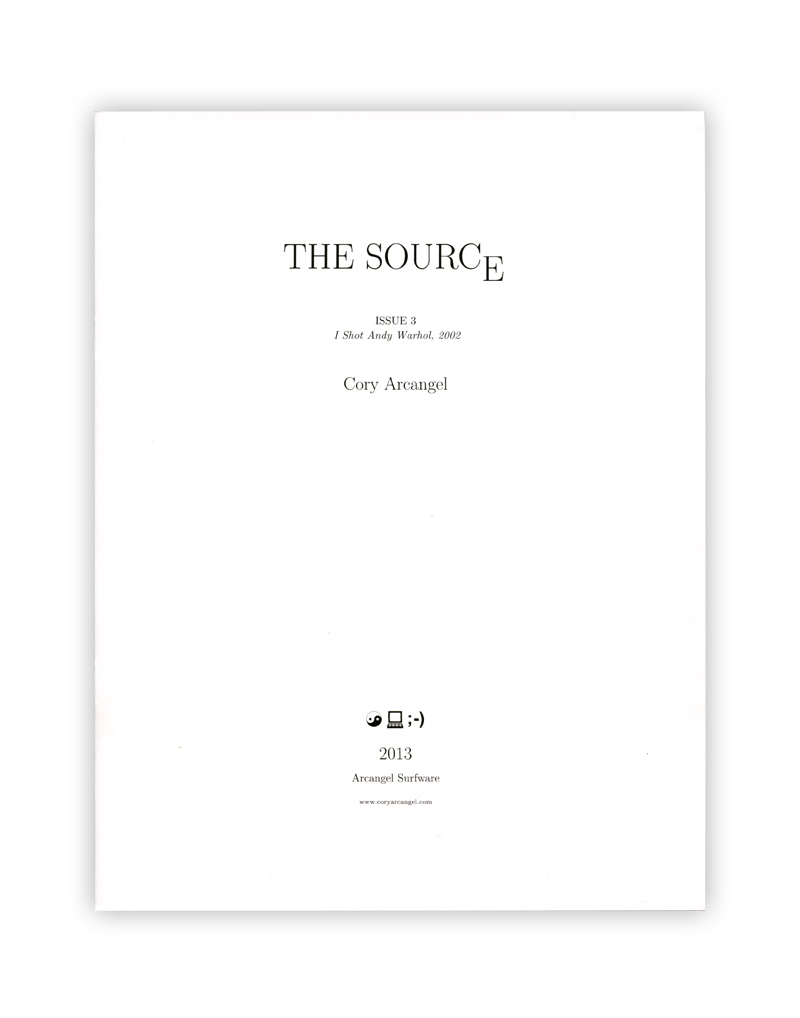 THE SOURCE
ISSUE 3
I Shot Andy Warhol, 2002
Cory Arcangel
☯ 💻 ;-)
2013
Arcangel Surfware
www.coryarcangel.com